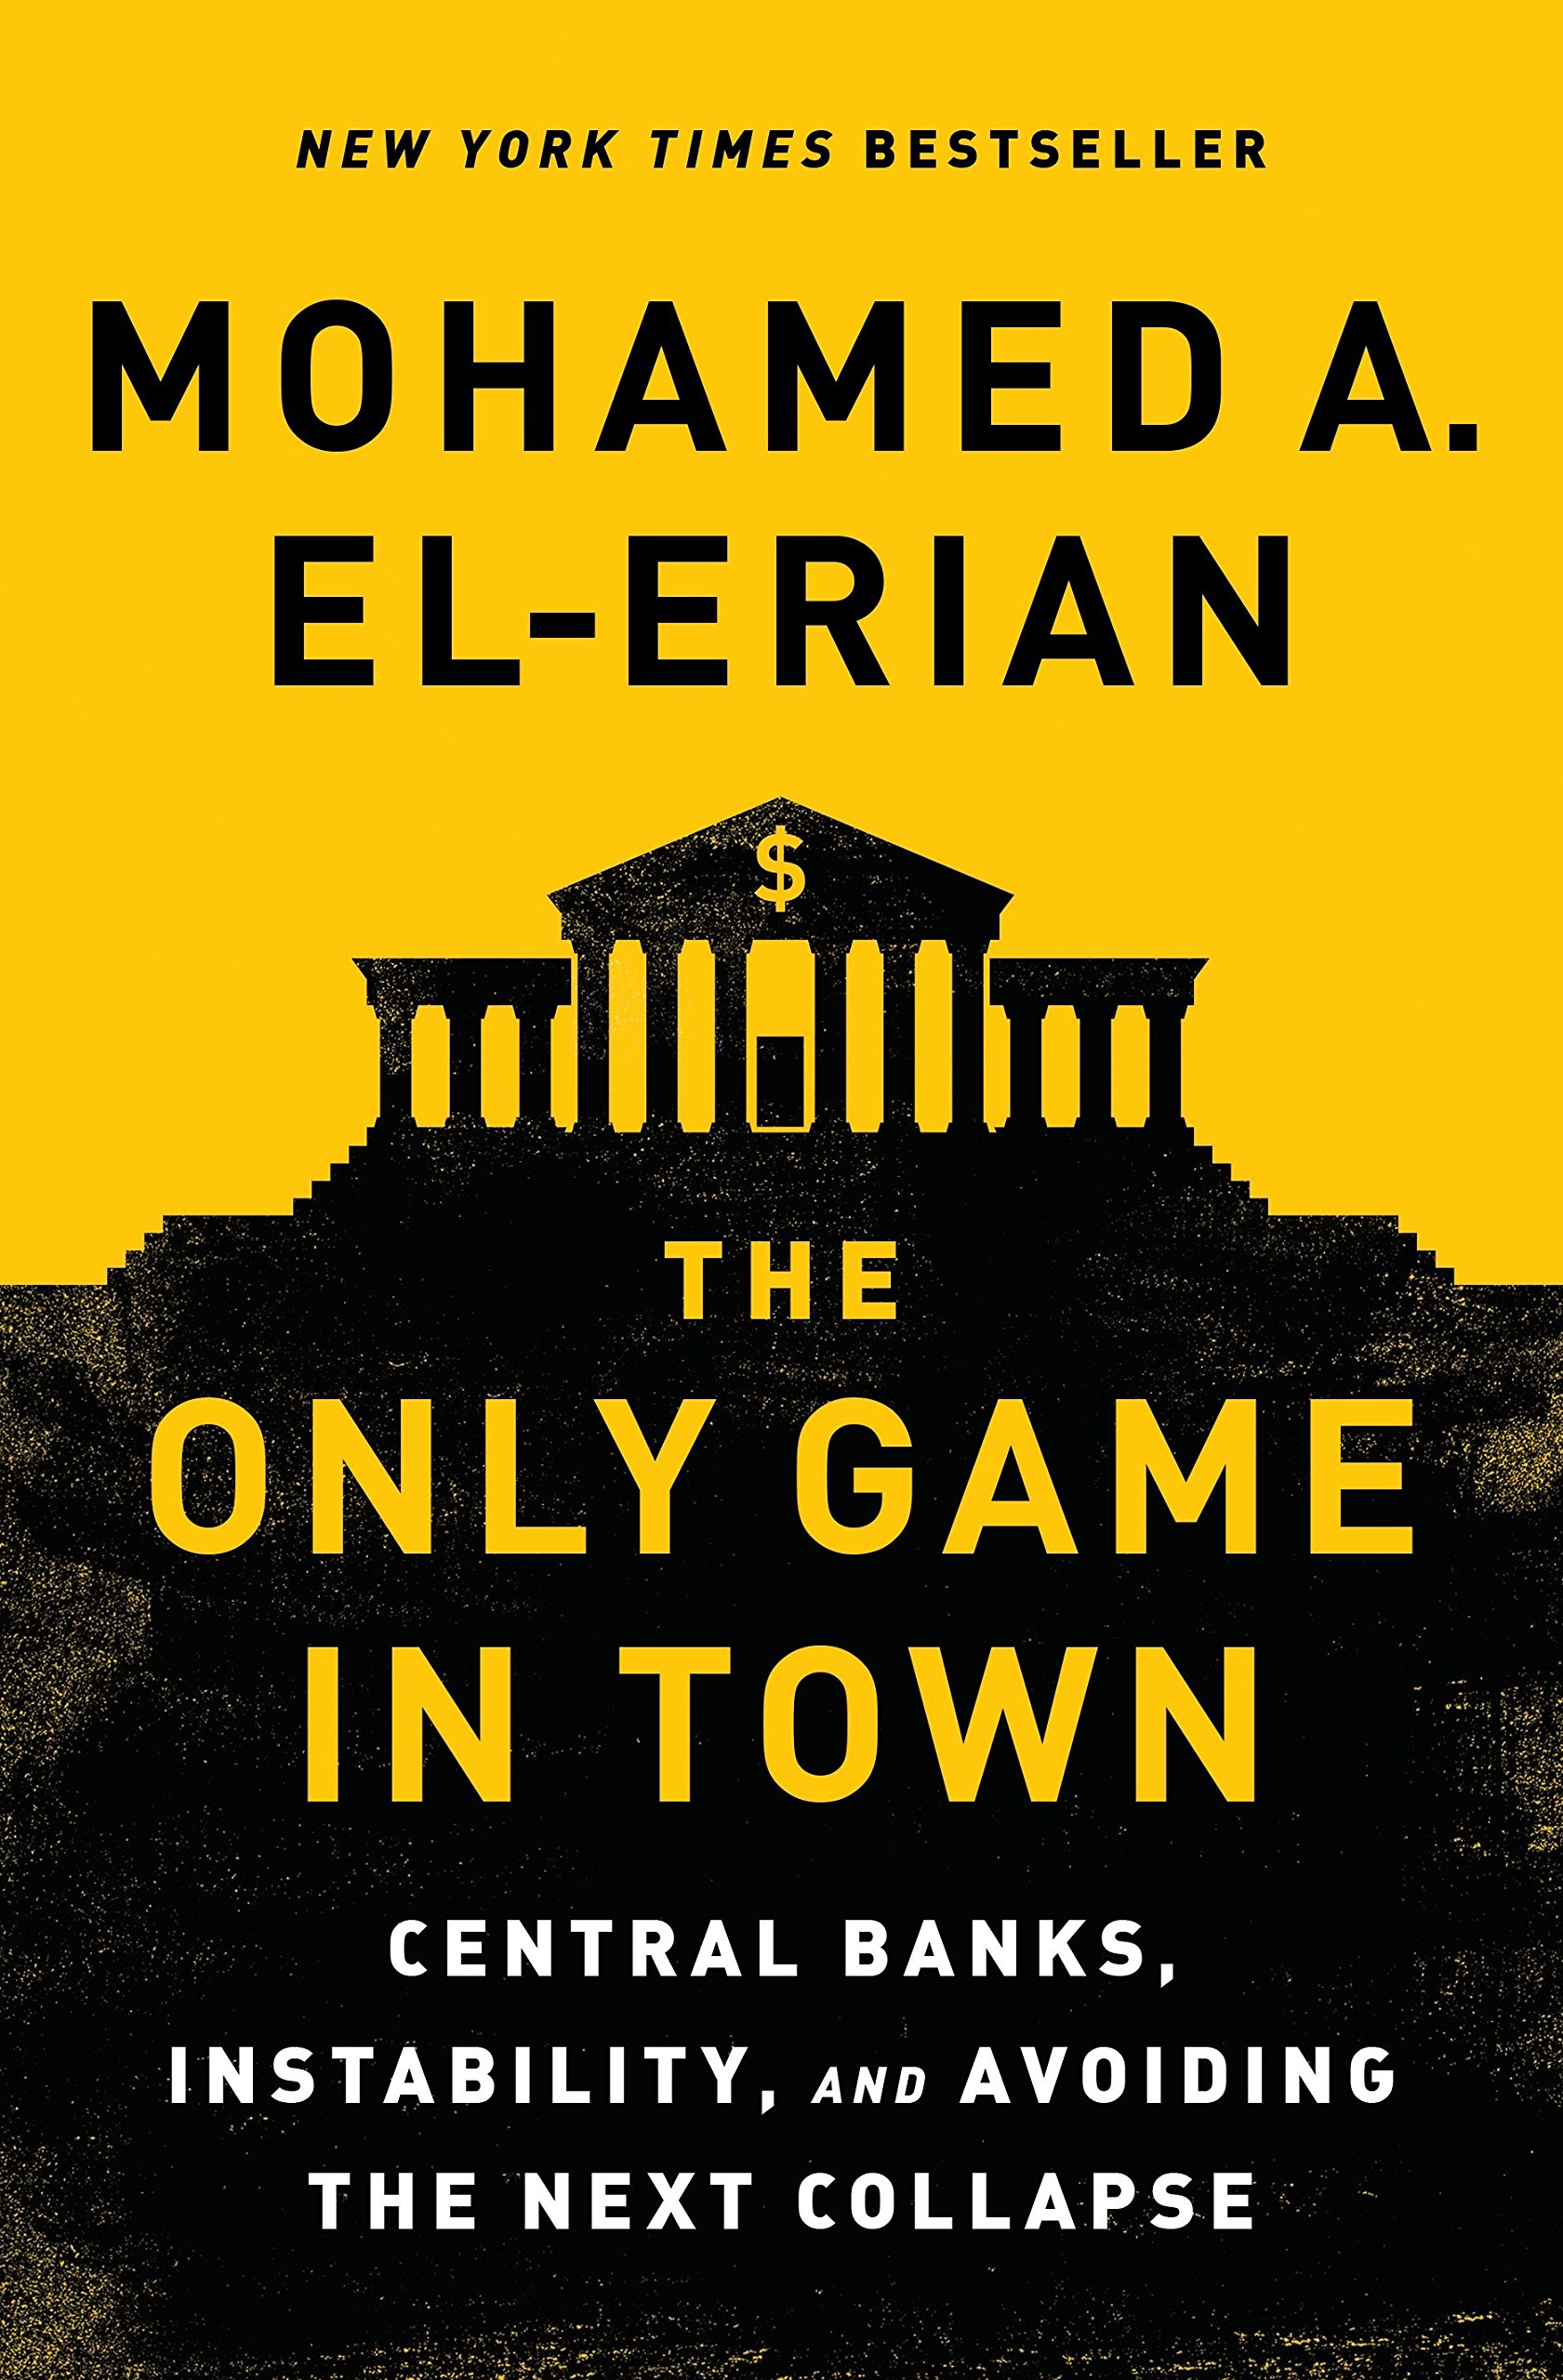 NEW YORK TIMES BESTSELLER
MOHAMED A.
EL-ERIAN
$
THE
ONLY GAME
IN TOWN
CENTRAL BANKS,
INSTABILITY, AND AVOIDING
THE NEXT COLLAPSE